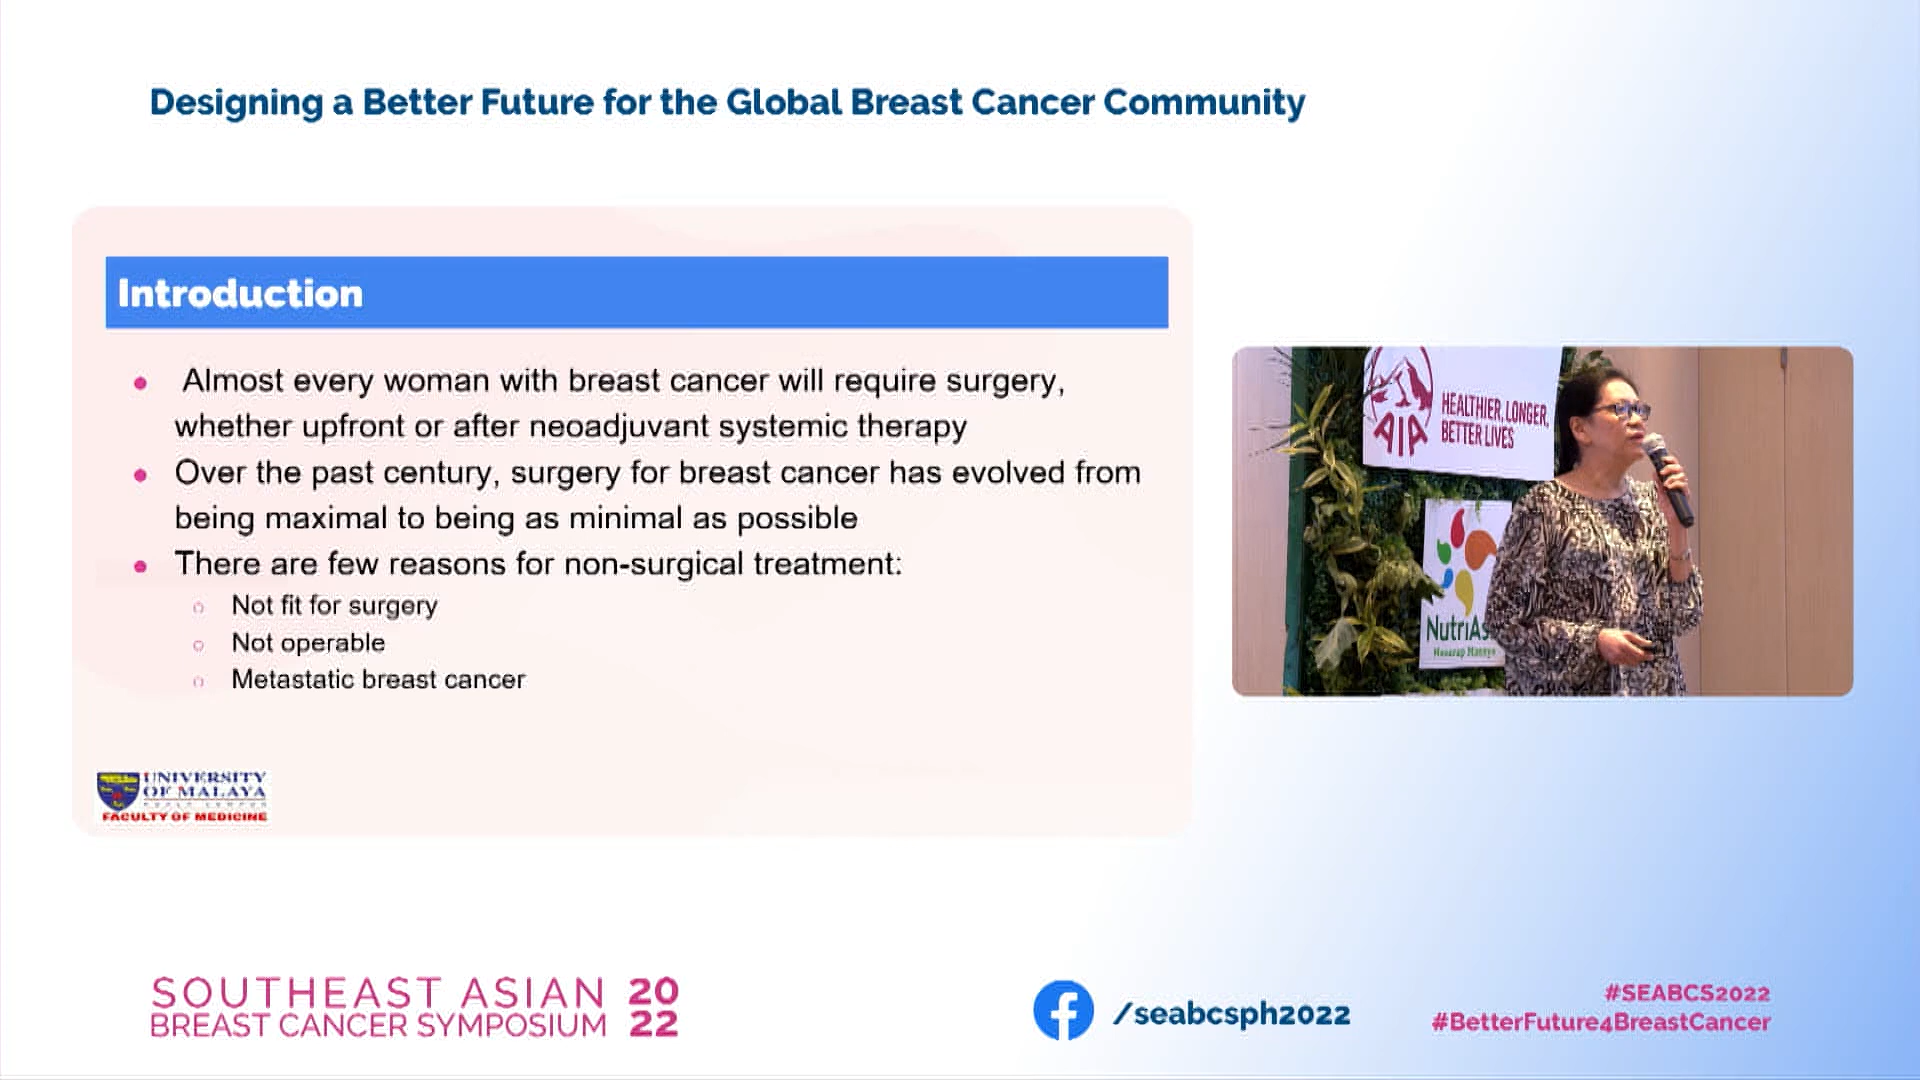 Designing a Better Future for the Global Breast Cancer Community
Introduction
Almost every woman with breast cancer will require surgery,
whether upfront or after neoadjuvant systemic therapy
Over the past century, surgery for breast cancer has evolved from
being maximal to being as minimal as possible
There are few reasons for non-surgical treatment:
Not fit for surgery
Not operable
Metastatic breast cancer
UNIVERSITY
OF MALAYA
FACULTY OF MEDICINE
AIA
HEALTHIER, LONGER,
BETTER LIVES
NutriAs
SOUTHEAST ASIAN 20
BREAST CANCER SYMPOSIUM 22
/seabcsph2022
#SEABCS2022
#BetterFuture4BreastCancer